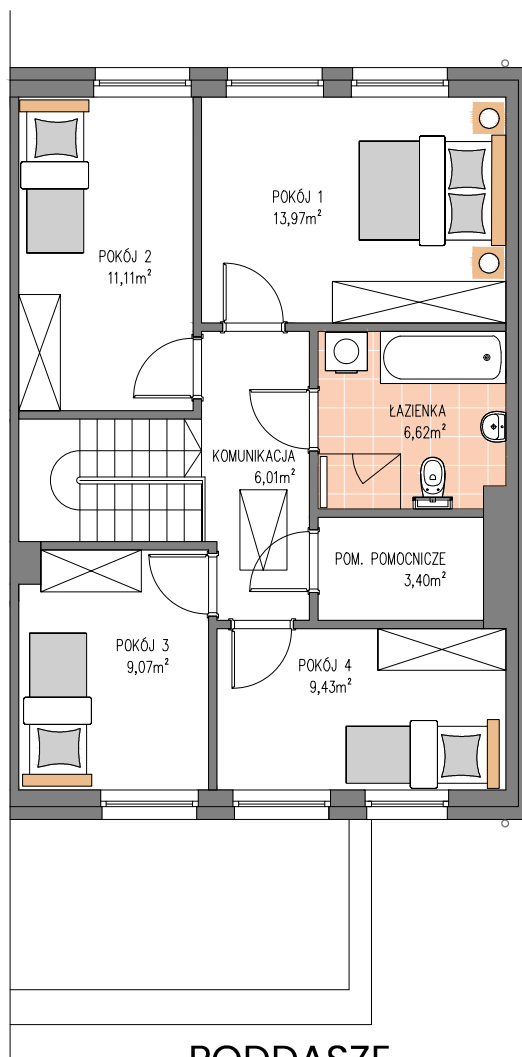 POKÓJ 1
13,97m²
POKÓJ 2
11,11m²
ŁAZIENKA
6,62m²
KOMUNIKACJA
6,01m²
POM. POMOCNICZE
3,40m²
POKÓJ 3
9,07m²
POKÓJ 4
9,43m²
PODDASZE